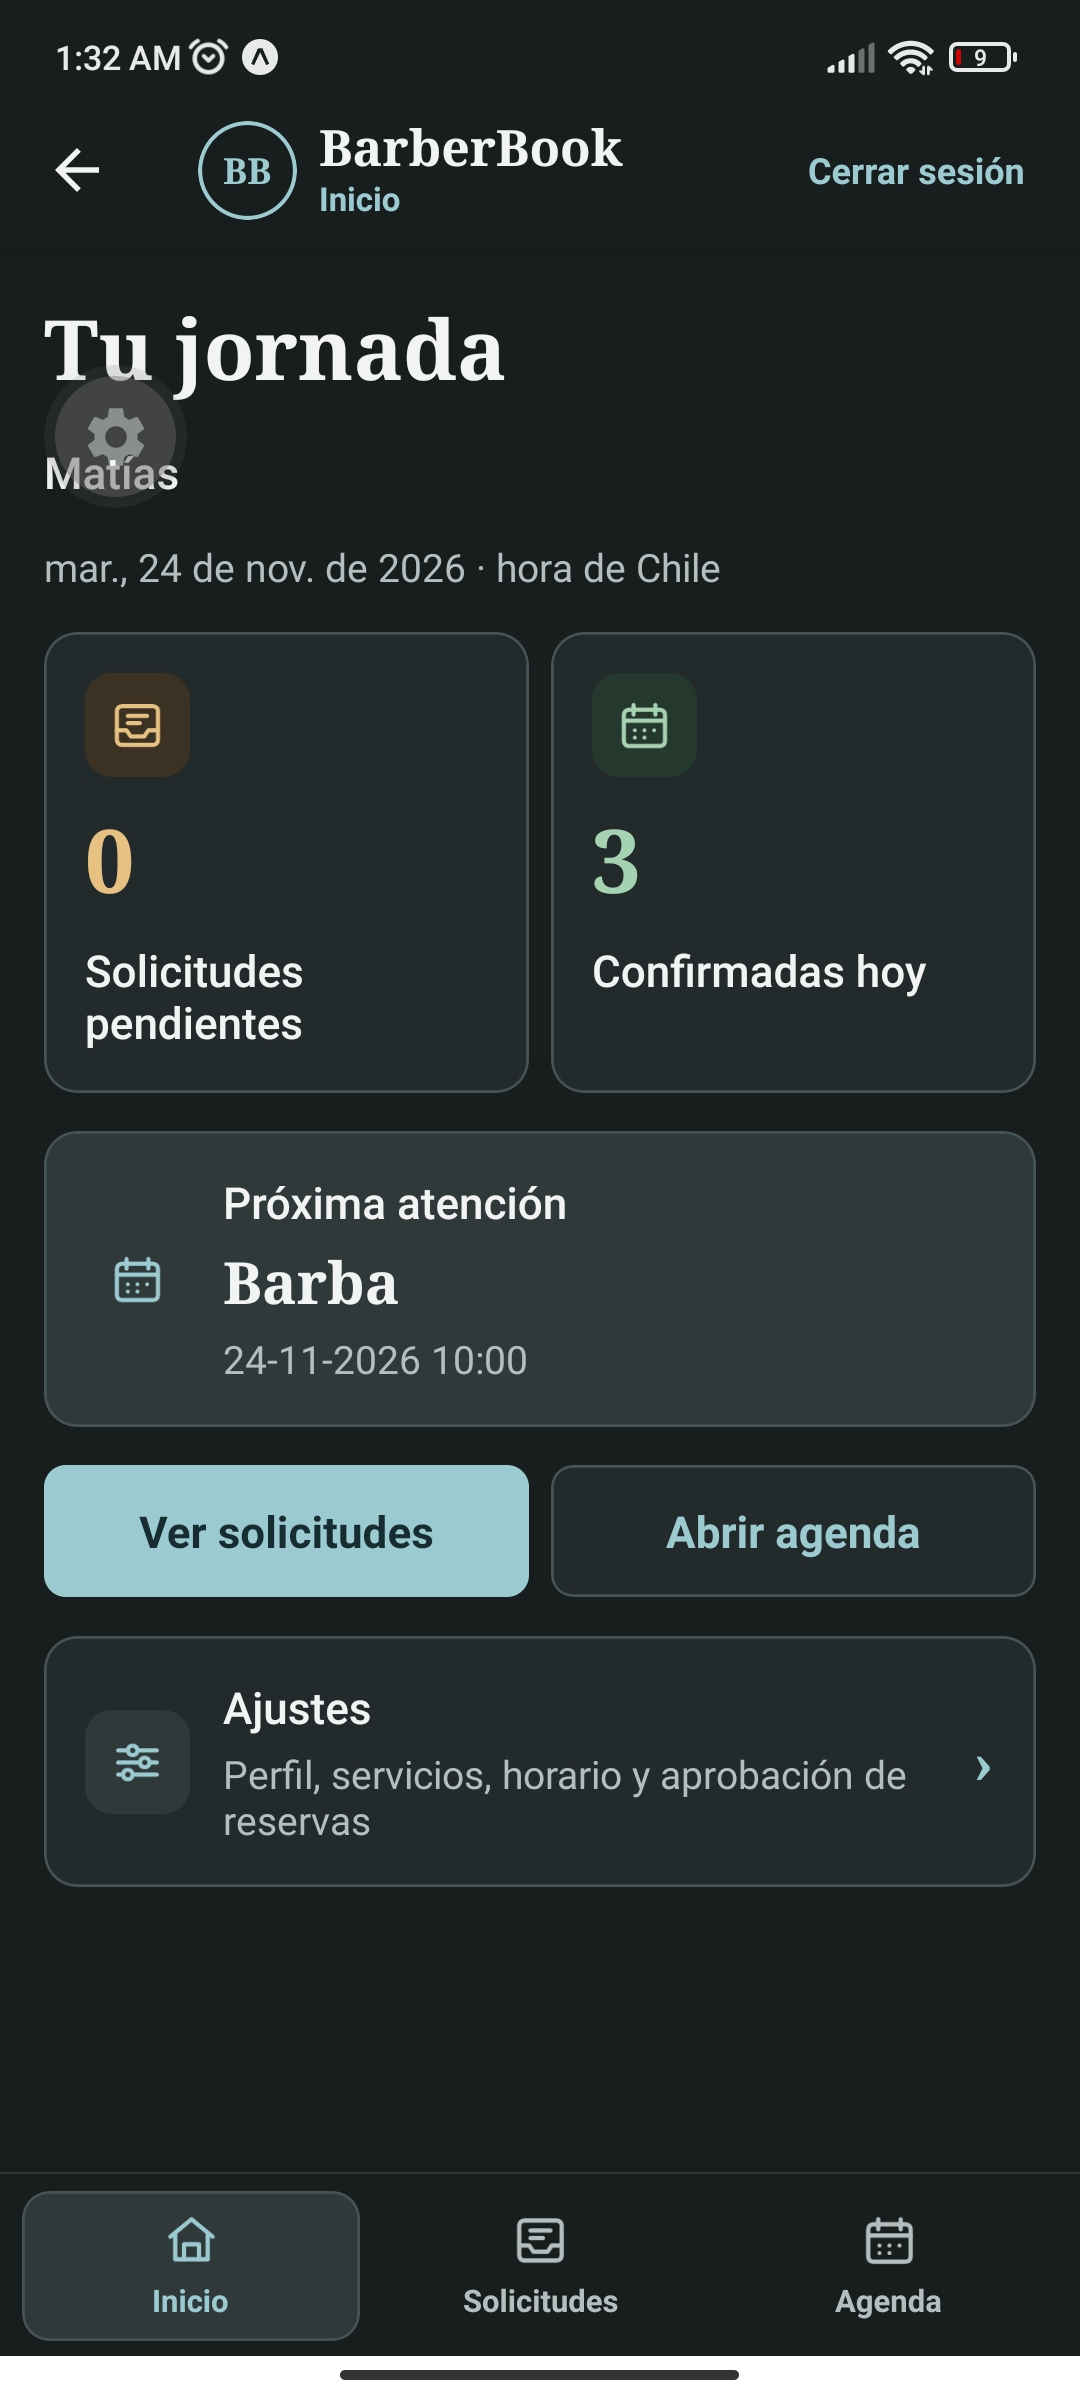 1:32 AM
9
BB
BarberBook
Inicio
Cerrar sesión
Tu jornada
Matías
mar., 24 de nov. de 2026 · hora de Chile
0
Solicitudes
pendientes
3
Confirmadas hoy
Próxima atención
Barba
24-11-2026 10:00
Ver solicitudes
Abrir agenda
Ajustes
Perfil, servicios, horario y aprobación de
reservas
Inicio
Solicitudes
Agenda